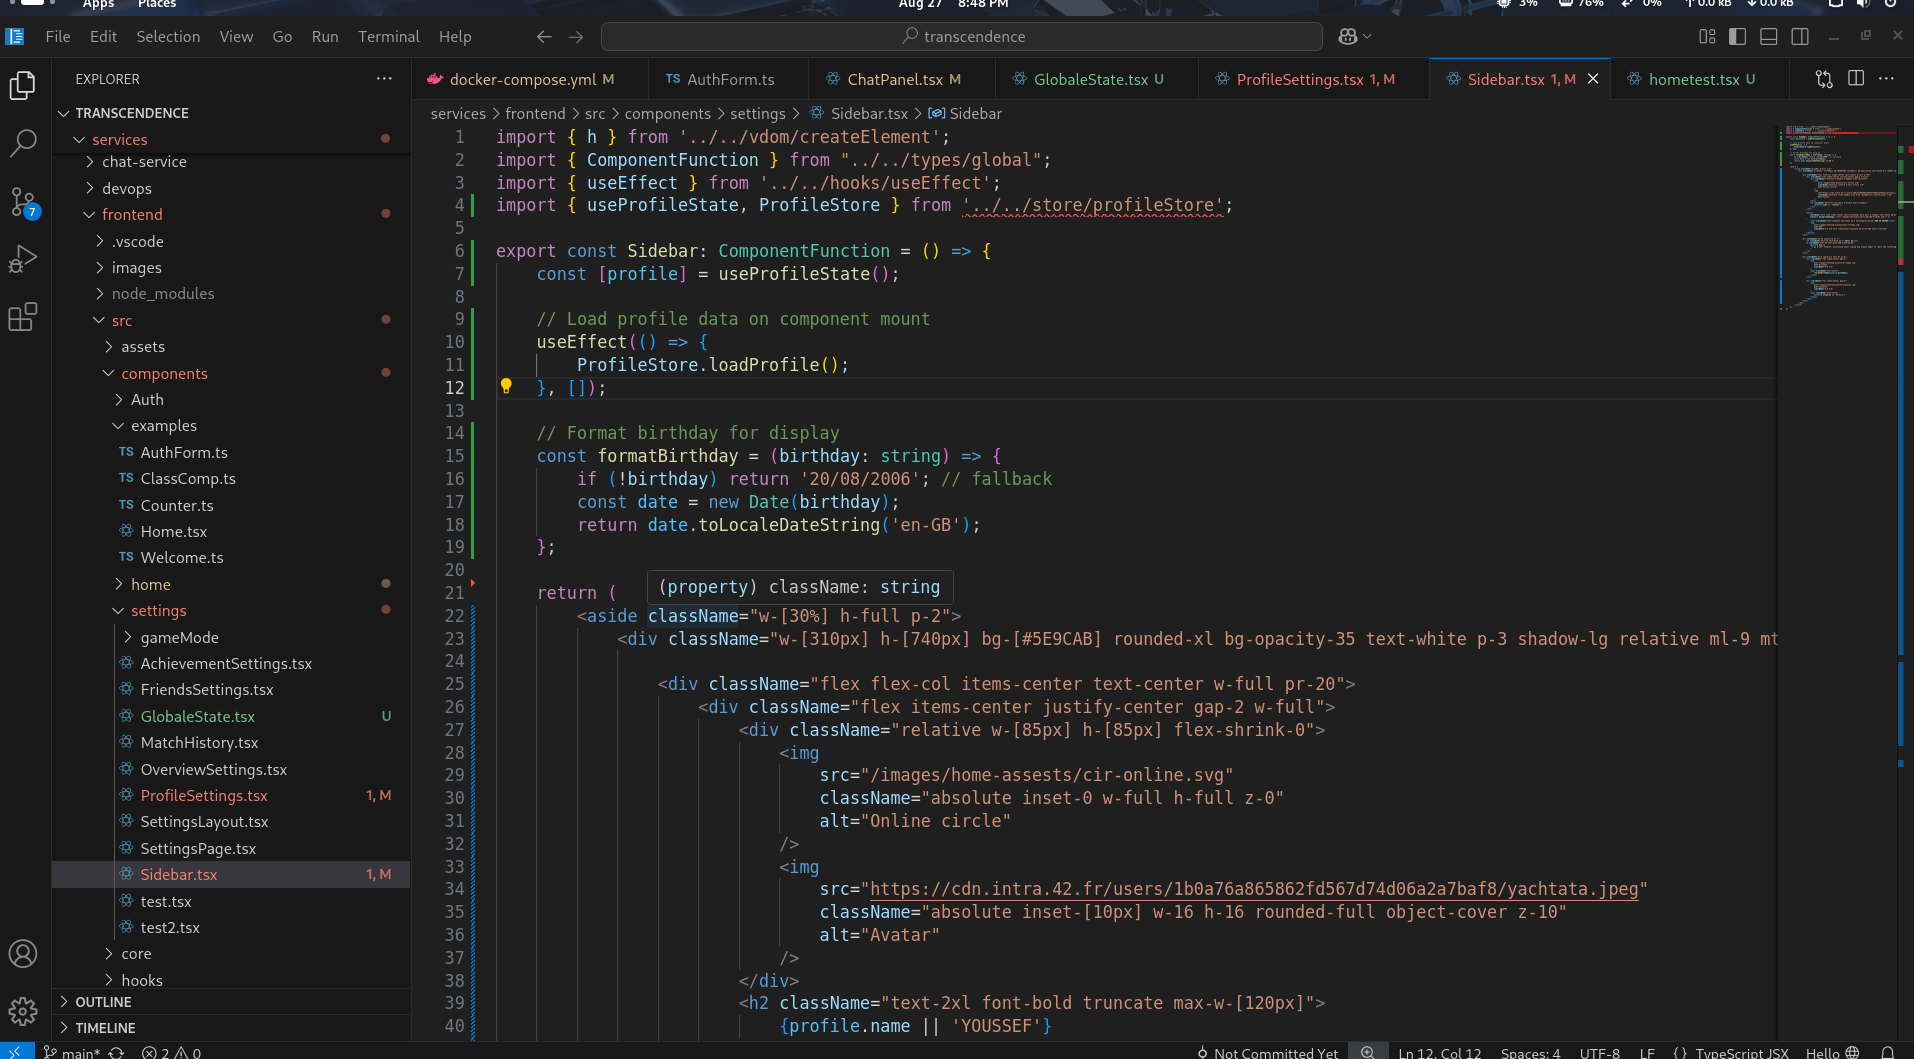 Apps Places
Aug 27 8:48 PM
3% 76% 0% ↑0.0 kB ↓0.0 kB
File Edit Selection View Go Run Terminal Help
transcendence
EXPLORER
TRANSCENDENCE
services
chat-service
devops
frontend
.vscode
images
node_modules
src
assets
components
Auth
examples
TS AuthForm.ts
TS ClassComp.ts
TS Counter.ts
Home.tsx
TS Welcome.ts
home
settings
gameMode
AchievementSettings.tsx
FriendsSettings.tsx
GlobaleState.tsx U
MatchHistory.tsx
OverviewSettings.tsx
ProfileSettings.tsx 1, M
SettingsLayout.tsx
SettingsPage.tsx
Sidebar.tsx 1, M
test.tsx
test2.tsx
core
hooks
OUTLINE
TIMELINE
7
docker-compose.yml M
TS AuthForm.ts
ChatPanel.tsx M
GlobaleState.tsx U
ProfileSettings.tsx 1, M
Sidebar.tsx 1, M
hometest.tsx U
services > frontend > src > components > settings > Sidebar.tsx > Sidebar
1 import { h } from '../../vdom/createElement';
2 import { ComponentFunction } from "../../types/global";
3 import { useEffect } from '../../hooks/useEffect';
4 import { useProfileState, ProfileStore } from '../../store/profileStore';
5
6 export const Sidebar: ComponentFunction = () => {
7 const [profile] = useProfileState();
8
9 // Load profile data on component mount
10 useEffect(() => {
11 ProfileStore.loadProfile();
12 }, []);
13
14 // Format birthday for display
15 const formatBirthday = (birthday: string) => {
16 if (!birthday) return '20/08/2006'; // fallback
17 const date = new Date(birthday);
18 return date.toLocaleDateString('en-GB');
19 };
20
(property) className: string
21 return (
22 <aside className="w-[30%] h-full p-2">
23 <div className="w-[310px] h-[740px] bg-[#5E9CAB] rounded-xl bg-opacity-35 text-white p-3 shadow-lg relative ml-9 mt
24
25 <div className="flex flex-col items-center text-center w-full pr-20">
26 <div className="flex items-center justify-center gap-2 w-full">
27 <div className="relative w-[85px] h-[85px] flex-shrink-0">
28 <img
29 src="/images/home-assests/cir-online.svg"
30 className="absolute inset-0 w-full h-full z-0"
31 alt="Online circle"
32 />
33 <img
34 src="https://cdn.intra.42.fr/users/1b0a76a865862fd567d74d06a2a7baf8/yachtata.jpeg"
35 className="absolute inset-[10px] w-16 h-16 rounded-full object-cover z-10"
36 alt="Avatar"
37 />
38 </div>
39 <h2 className="text-2xl font-bold truncate max-w-[120px]">
40 {profile.name || 'YOUSSEF'}
main* 2 0
Not Committed Yet Ln 12, Col 12 Spaces: 4 UTF-8 LF {} TypeScript JSX Hello